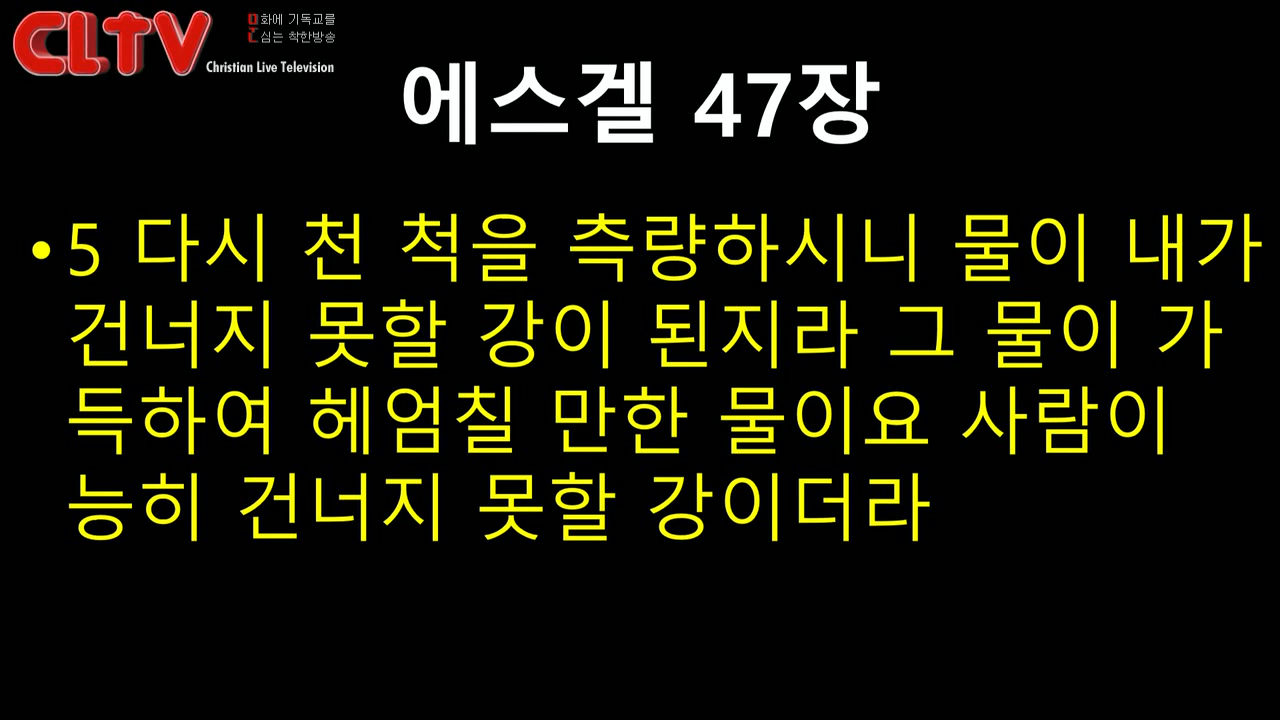 CLTV
문화에 기독교를
심는 착한방송
Christian Live Television
에스겔 47장
•5 다시 천 척을 측량하시니 물이 내가
건너지 못할 강이 된지라 그 물이 가
득하여 헤엄칠 만한 물이요 사람이
능히 건너지 못할 강이더라